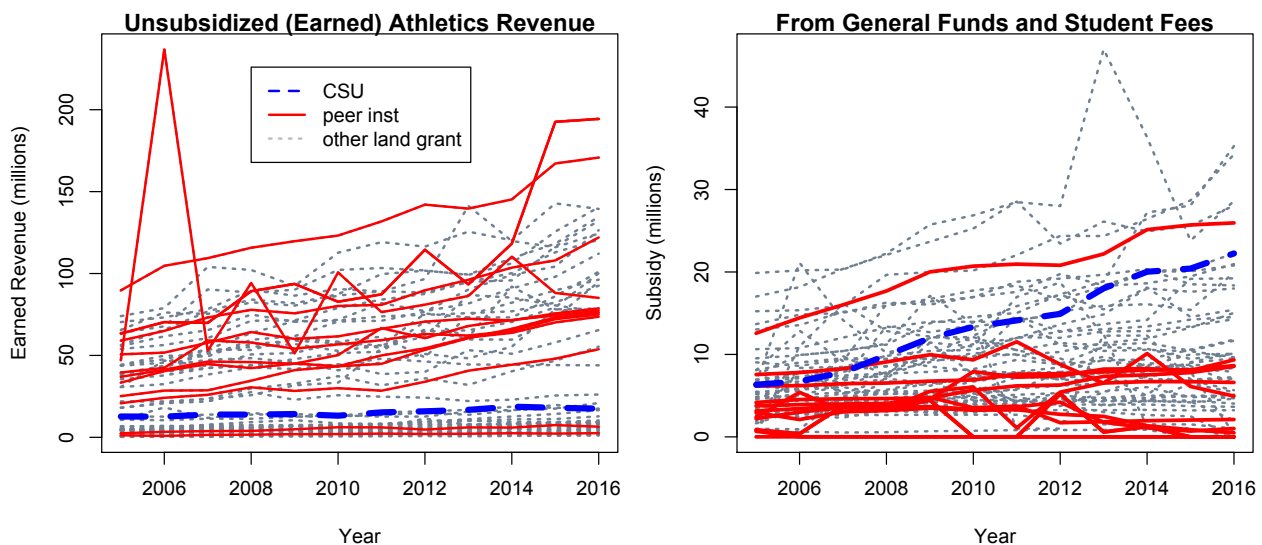 Unsubsidized (Earned) Athletics Revenue
Earned Revenue (millions)
200
150
100
50
0
CSU
peer inst
other land grant
2006 2008 2010 2012 2014 2016
Year
From General Funds and Student Fees
Subsidy (millions)
40
30
20
10
0
2006 2008 2010 2012 2014 2016
Year